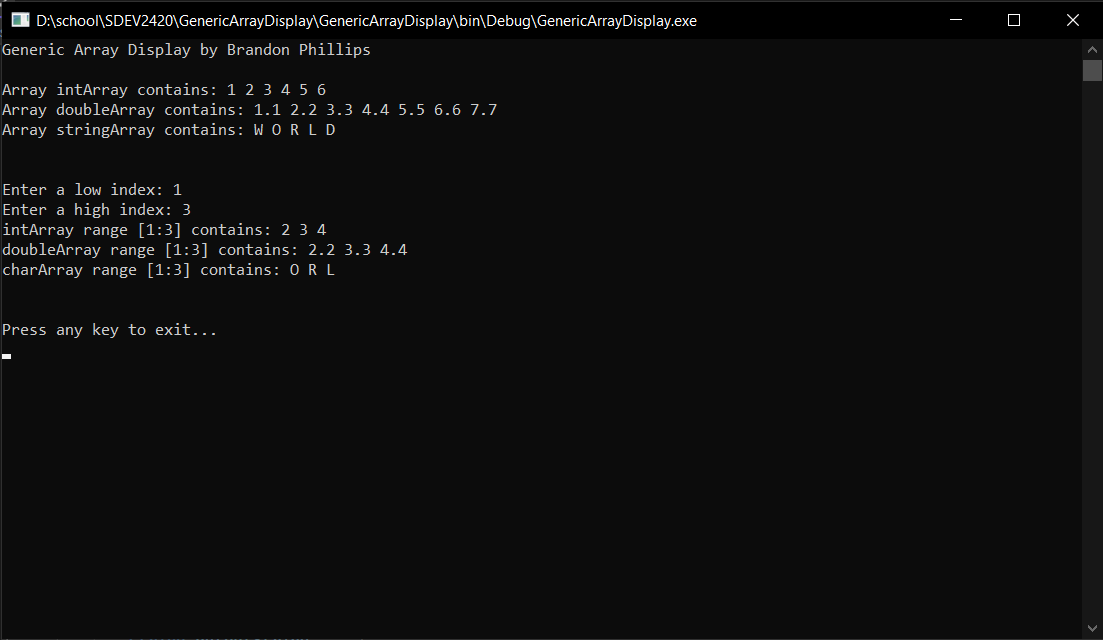 D:\school\SDEV2420\GenericArrayDisplay\GenericArrayDisplay\bin\Debug\GenericArrayDisplay.exe
Generic Array Display by Brandon Phillips
Array intArray contains: 1 2 3 4 5 6
Array doubleArray contains: 1.1 2.2 3.3 4.4 5.5 6.6 7.7
Array stringArray contains: W O R L D
Enter a low index: 1
Enter a high index: 3
intArray range [1:3] contains: 2 3 4
doubleArray range [1:3] contains: 2.2 3.3 4.4
charArray range [1:3] contains: O R L
Press any key to exit...